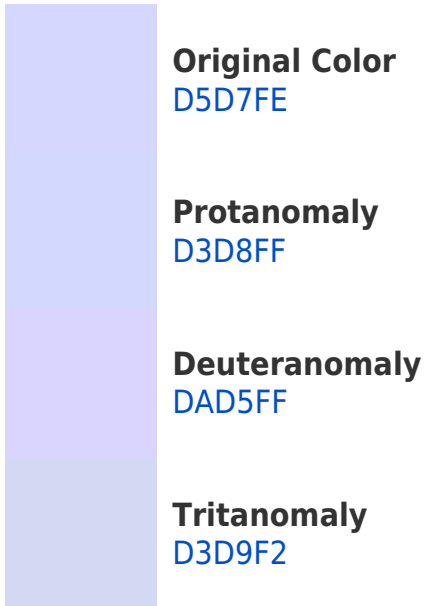 Original Color
D5D7FE
Protanomaly
D3D8FF
Deuteranomaly
DAD5FF
Tritanomaly
D3D9F2